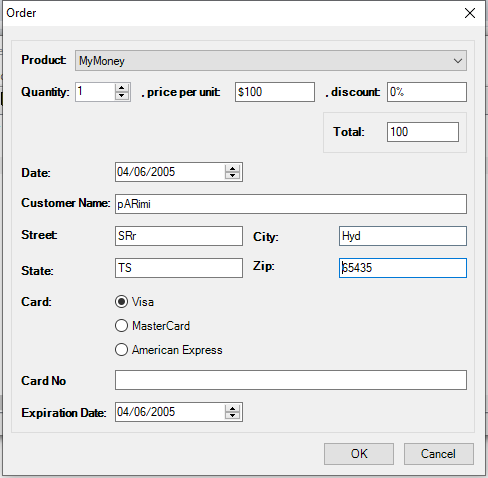 Order
Product: MyMoney
Quantity: 1 , price per unit: $100 , discount: 0%
Total: 100
Date: 04/06/2005
Customer Name: pARimi
Street: SRr City: Hyd
State: TS Zip: 65435
Card: Visa
MasterCard
American Express
Card No
Expiration Date: 04/06/2005
OK Cancel